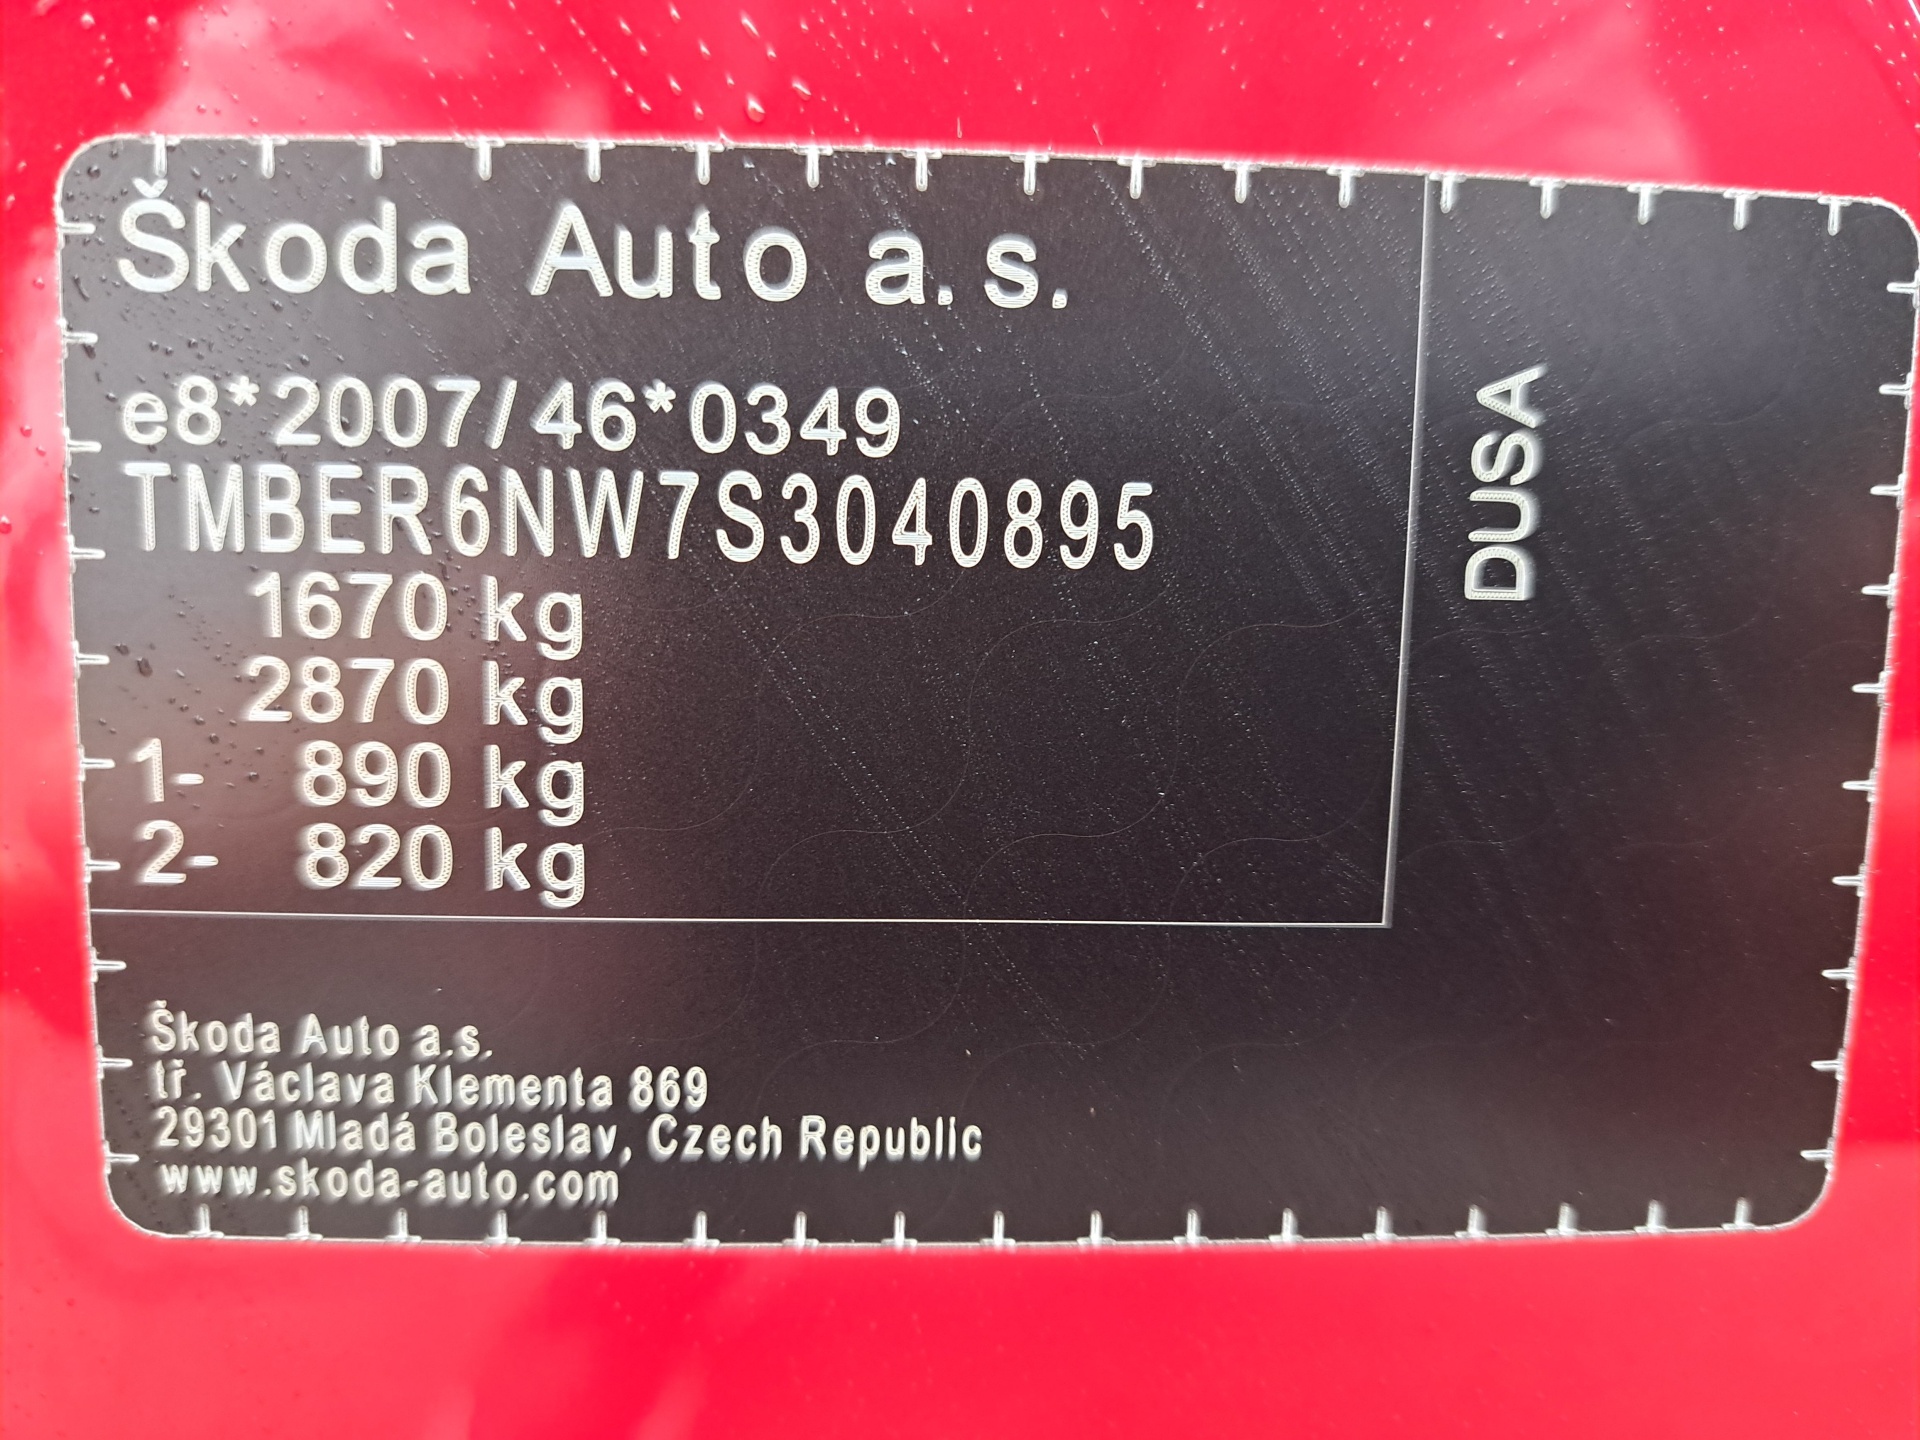 Škoda Auto a.s.
e8*2007/46*0349
TMBER6NW7S3040895
1670 kg
2870 kg
1- 890 kg
2- 820 kg
DUSA
Škoda Auto a.s.
tř. Václava Klementa 869
29301 Mladá Boleslav, Czech Republic
www.skoda-auto.com